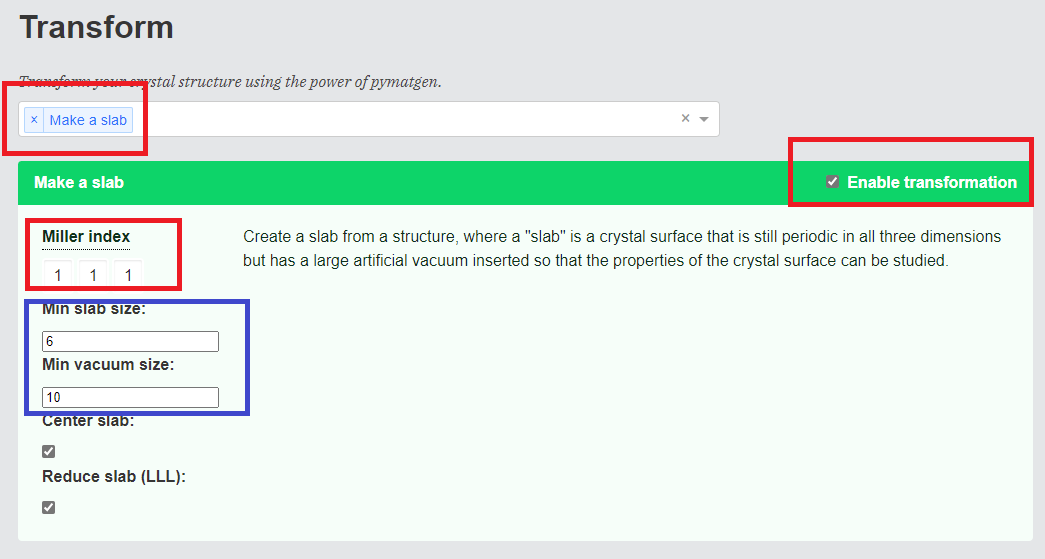 Transform
Transform your crystal structure using the power of pymatgen.
× Make a slab ×
Make a slab Enable transformation
Miller index
1 1 1
Create a slab from a structure, where a "slab" is a crystal surface that is still periodic in all three dimensions
but has a large artificial vacuum inserted so that the properties of the crystal surface can be studied.
Min slab size:
6
Min vacuum size:
10
Center slab:
Reduce slab (LLL):